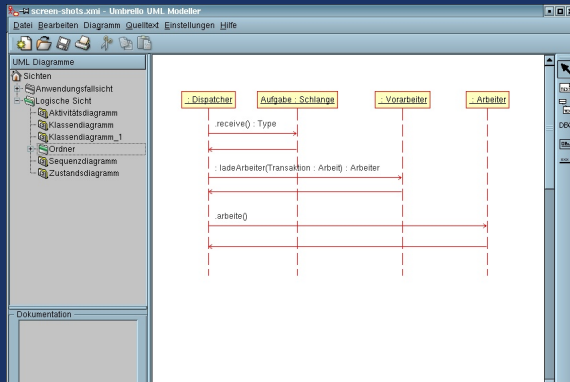 screen-shots.xmi - Umbrello UML Modeller
Datei Bearbeiten Diagramm Quelltext Einstellungen Hilfe
UML Diagramme
Sichten
Anwendungsfallsicht
Logische Sicht
Aktivitätsdiagramm
Klassendiagramm
Klassendiagramm_1
Ordner
Sequenzdiagramm
Zustandsdiagramm
Dokumentation
: Dispatcher
Aufgabe : Schlange
: Vorarbeiter
: Arbeiter
.receive() : Type
: ladeArbeiter(Transaktion : Arbeit) : Arbeiter
.arbeite()